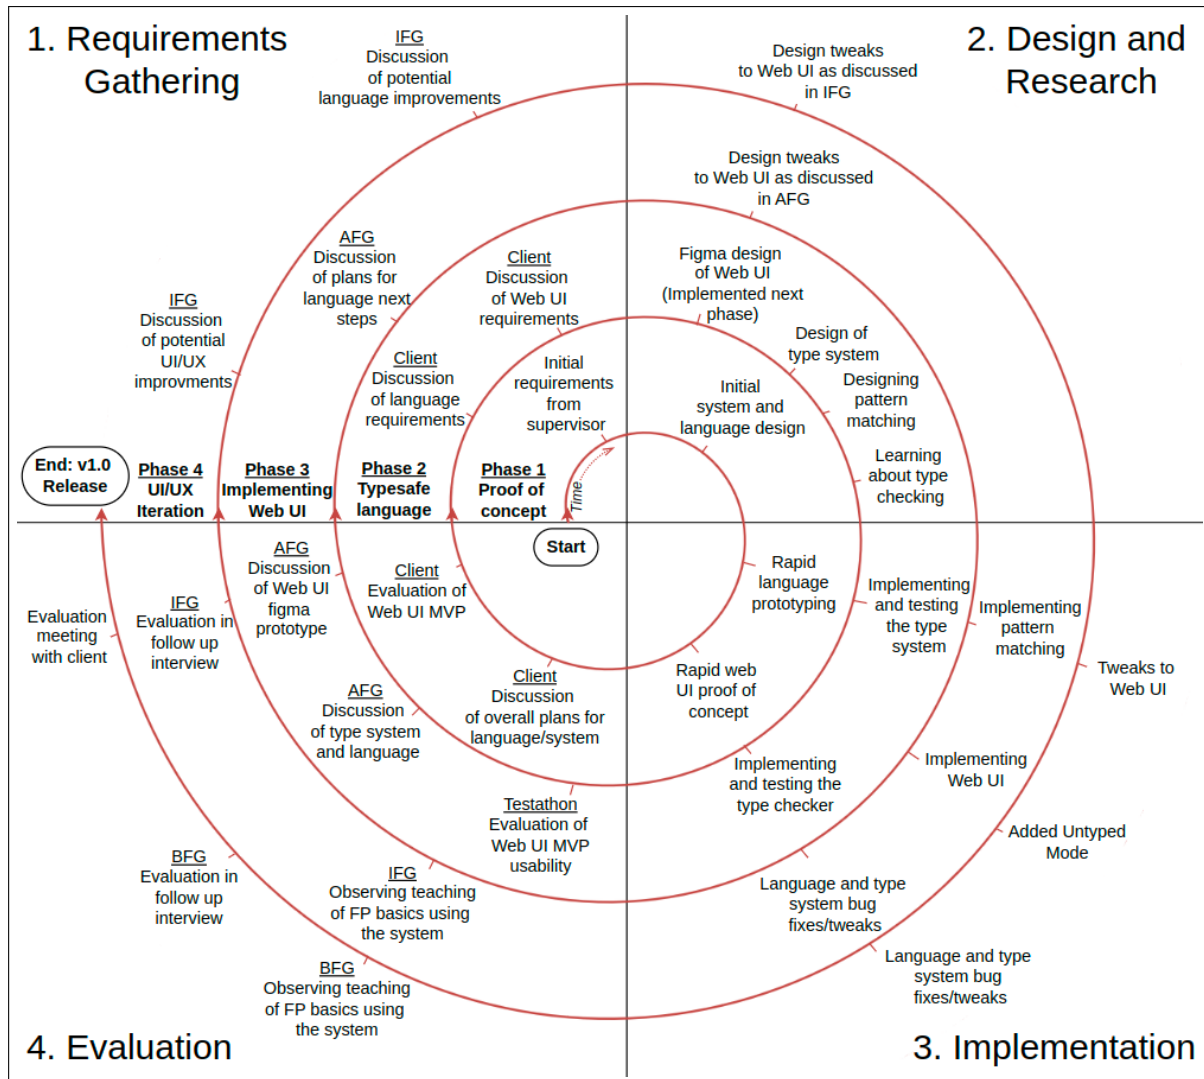 1. Requirements
Gathering
2. Design and
Research
IFG
Discussion
of potential
language improvements
Design tweaks
to Web UI as discussed
in IFG
Design tweaks
to Web UI as discussed
in AFG
AFG
Discussion
of plans for
language next
steps
Client
Discussion
of Web UI
requirements
Figma design
of Web UI
(Implemented next
phase)
IFG
Discussion
of potential
UI/UX
improvments
Client
Discussion
of language
requirements
Initial
requirements
from
supervisor
Initial
system and
language design
Design of
type system
Designing
pattern
matching
Learning
about type
checking
End: v1.0
Release
Phase 4
UI/UX
Iteration
Phase 3
Implementing
Web UI
Phase 2
Typesafe
language
Phase 1
Proof of
concept
Time
Start
Evaluation
meeting
with client
IFG
Evaluation in
follow up
interview
AFG
Discussion
of Web UI
figma
prototype
Client
Evaluation of
Web UI MVP
Rapid
language
prototyping
Implementing
and testing
the type
system
Implementing
pattern
matching
Tweaks to
Web UI
AFG
Discussion
of type system
and language
Client
Discussion
of overall plans for
language/system
Rapid web
UI proof of
concept
Implementing
and testing the
type checker
Implementing
Web UI
Added Untyped
Mode
Testathon
Evaluation of
Web UI MVP
usability
BFG
Evaluation in
follow up
interview
IFG
Observing teaching
of FP basics using
the system
Language and type
system bug
fixes/tweaks
Language and type
system bug
fixes/tweaks
BFG
Observing teaching
of FP basics using
the system
4. Evaluation
3. Implementation